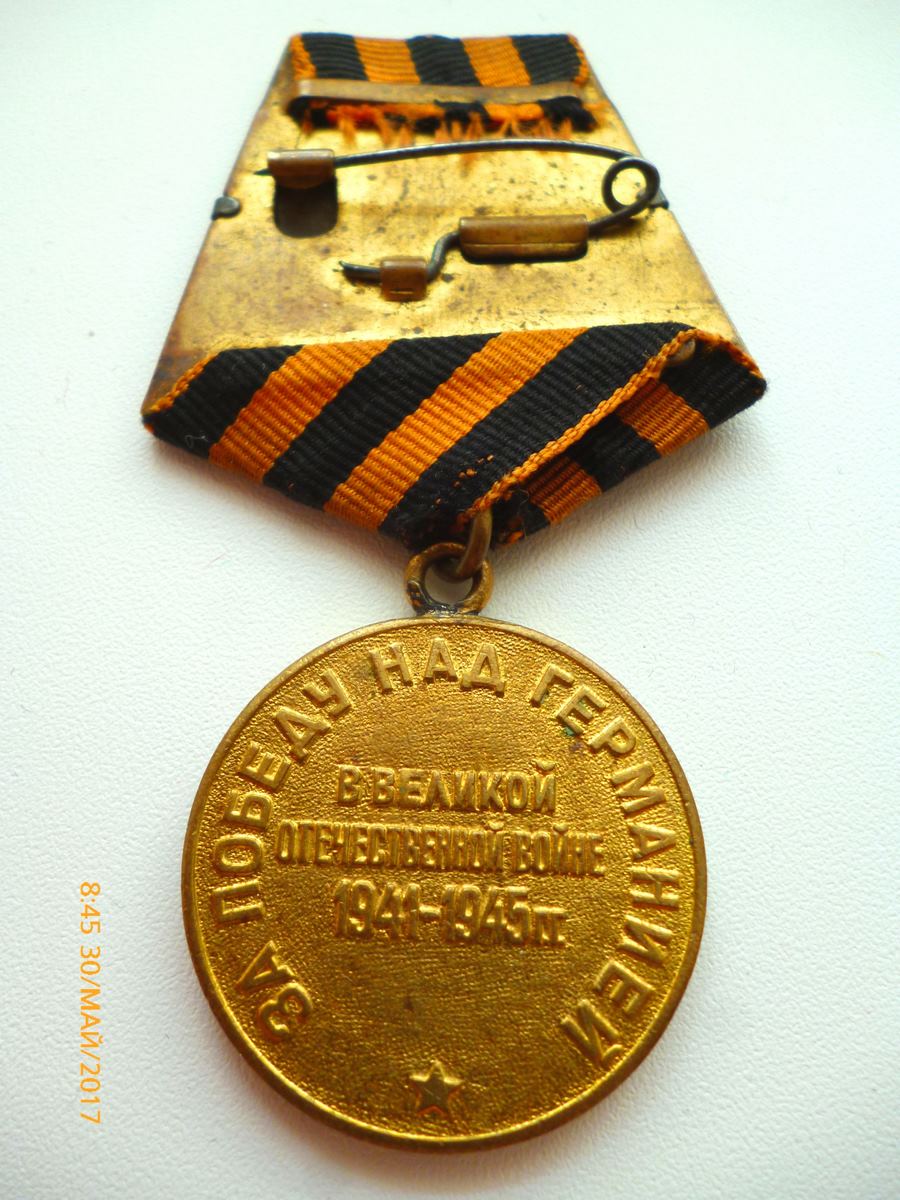 ЗА ПОБЕДУ НАД ГЕРМАНИЕЙ
В ВЕЛИКОЙ
ОТЕЧЕСТВЕННОЙ ВОЙНЕ
1941-1945 гг.
8:45 30/МАЙ/2017